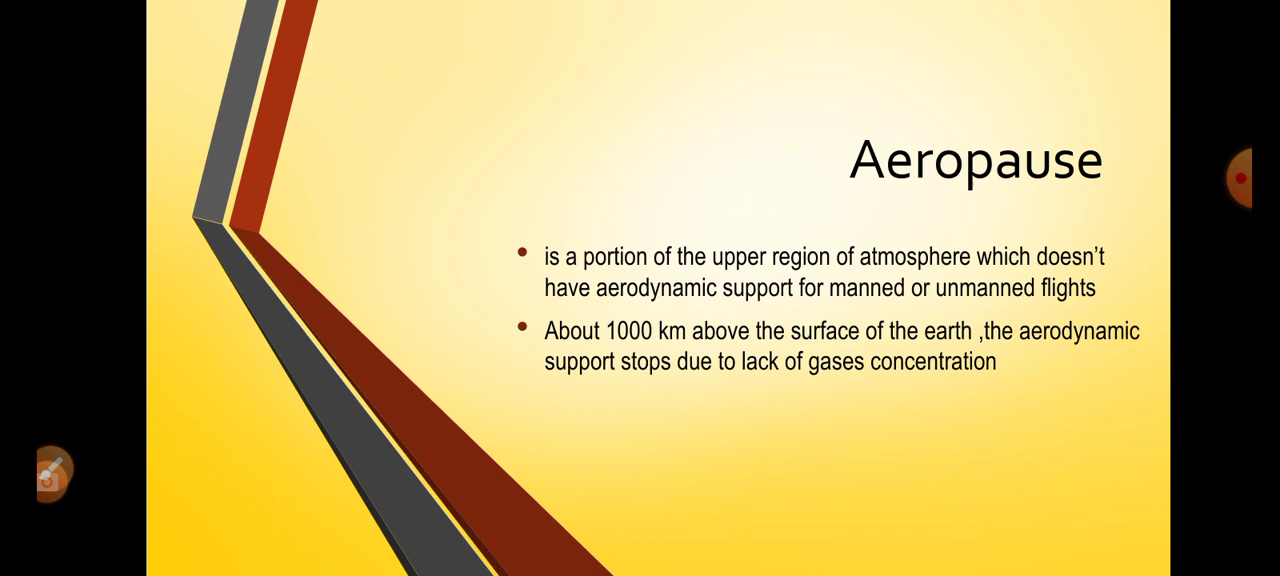 Aeropause
• is a portion of the upper region of atmosphere which doesn’t
have aerodynamic support for manned or unmanned flights
• About 1000 km above the surface of the earth ,the aerodynamic
support stops due to lack of gases concentration